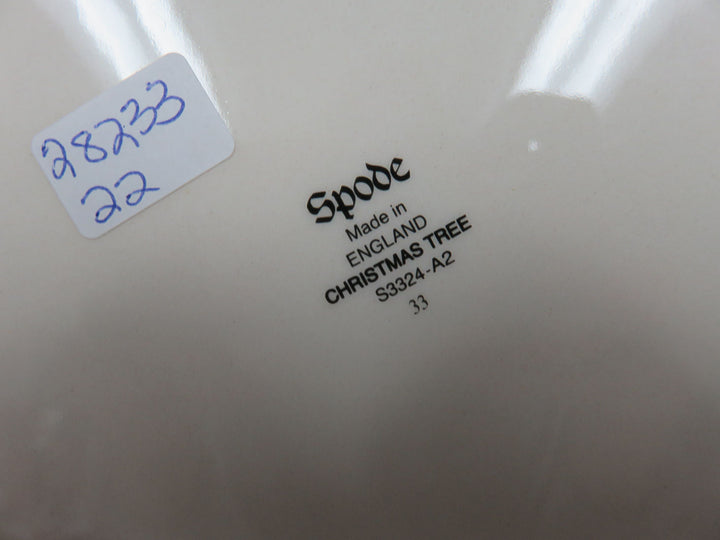 28233
22
Spode
Made in
ENGLAND
CHRISTMAS TREE
S3324-A2
33